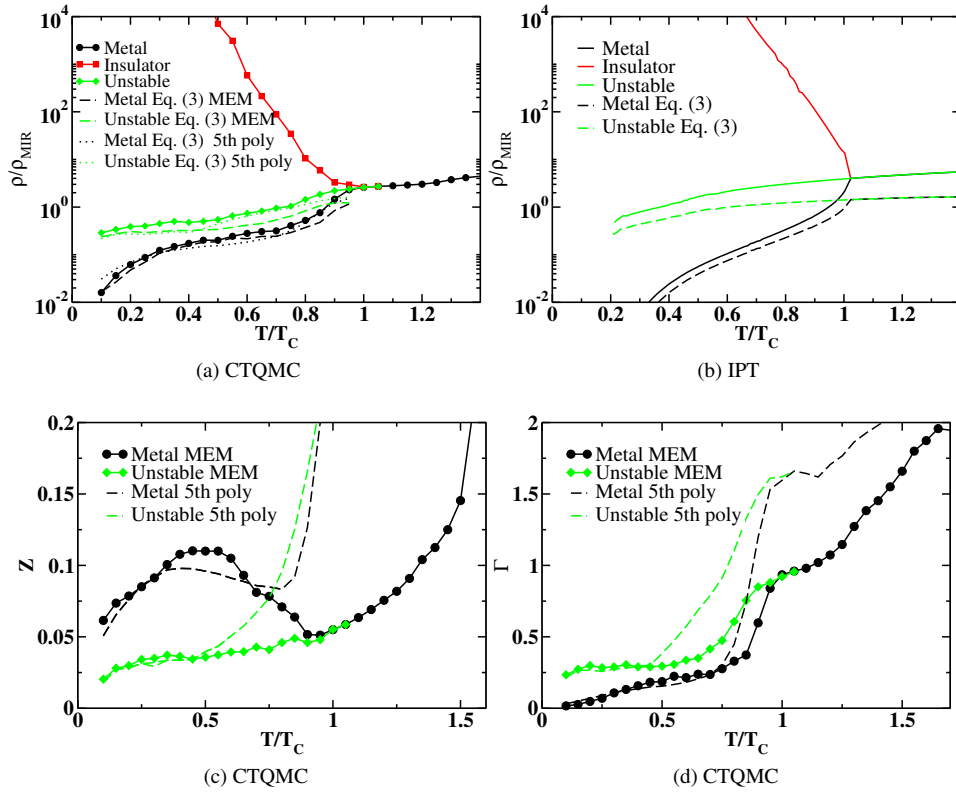 10^4
10^2
10^0
10^-2
ρ/ρ_MIR
Metal
Insulator
Unstable
Metal Eq. (3) MEM
Unstable Eq. (3) MEM
Metal Eq. (3) 5th poly
Unstable Eq. (3) 5th poly
0 0.2 0.4 0.6 0.8 1 1.2
T/T_C
(a) CTQMC
10^4
10^2
10^0
10^-2
ρ/ρ_MIR
Metal
Insulator
Unstable
Metal Eq. (3)
Unstable Eq. (3)
0 0.2 0.4 0.6 0.8 1 1.2
T/T_C
(b) IPT
0.2
0.15
0.1
0.05
0
Z
Metal MEM
Unstable MEM
Metal 5th poly
Unstable 5th poly
0 0.5 1 1.5
T/T_C
(c) CTQMC
2
1.5
1
0.5
0
Γ
Metal MEM
Unstable MEM
Metal 5th poly
Unstable 5th poly
0 0.5 1 1.5
T/T_C
(d) CTQMC